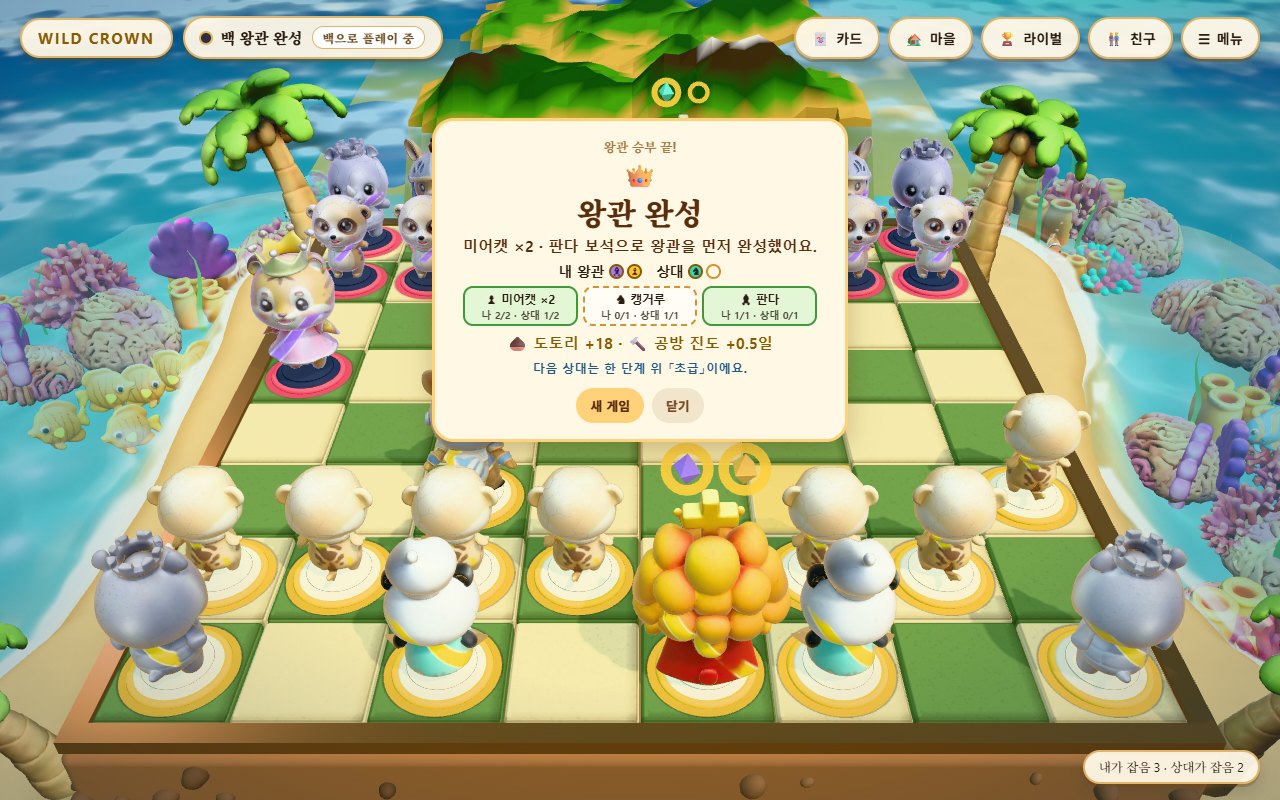 WILD CROWN
백 왕관 완성 백으로 플레이 중
카드
마을
라이벌
친구
☰ 메뉴
왕관 승부 끝!
왕관 완성
미어캣 ×2 · 판다 보석으로 왕관을 먼저 완성했어요.
내 왕관 상대
미어캣 ×2
나 2/2 · 상대 1/2
캥거루
나 0/1 · 상대 1/1
판다
나 1/1 · 상대 0/1
도토리 +18 · 공방 진도 +0.5일
다음 상대는 한 단계 위 「초급」이에요.
새 게임 닫기
내가 잡음 3 · 상대가 잡음 2